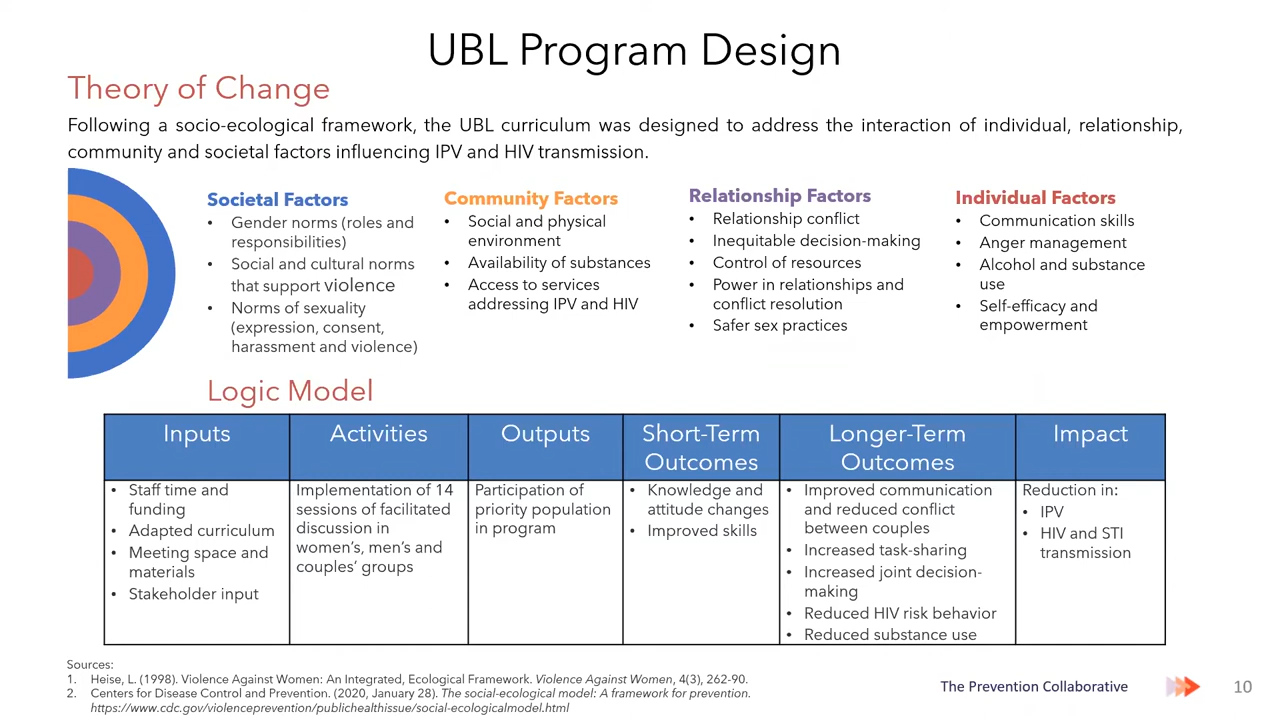 UBL Program Design
Theory of Change
Following a socio-ecological framework, the UBL curriculum was designed to address the interaction of individual, relationship,
community and societal factors influencing IPV and HIV transmission.
Societal Factors
• Gender norms (roles and
responsibilities)
• Social and cultural norms
that support violence
• Norms of sexuality
(expression, consent,
harassment and violence)
Community Factors
• Social and physical
environment
• Availability of substances
• Access to services
addressing IPV and HIV
Relationship Factors
• Relationship conflict
• Inequitable decision-making
• Control of resources
• Power in relationships and
conflict resolution
• Safer sex practices
Individual Factors
• Communication skills
• Anger management
• Alcohol and substance
use
• Self-efficacy and
empowerment
Logic Model
Inputs
• Staff time and
funding
• Adapted curriculum
• Meeting space and
materials
• Stakeholder input
Activities
Implementation of 14
sessions of facilitated
discussion in
women's, men's and
couples' groups
Outputs
Participation of
priority population
in program
Short-Term
Outcomes
• Knowledge and
attitude changes
• Improved skills
Longer-Term
Outcomes
• Improved communication
and reduced conflict
between couples
• Increased task-sharing
• Increased joint decision-
making
• Reduced HIV risk behavior
• Reduced substance use
Impact
Reduction in:
• IPV
• HIV and STI
transmission
Sources:
1. Heise, L. (1998). Violence Against Women: An Integrated, Ecological Framework. Violence Against Women, 4(3), 262-90.
2. Centers for Disease Control and Prevention. (2020, January 28). The social-ecological model: A framework for prevention.
https://www.cdc.gov/violenceprevention/publichealthissue/social-ecologicalmodel.html
The Prevention Collaborative
10